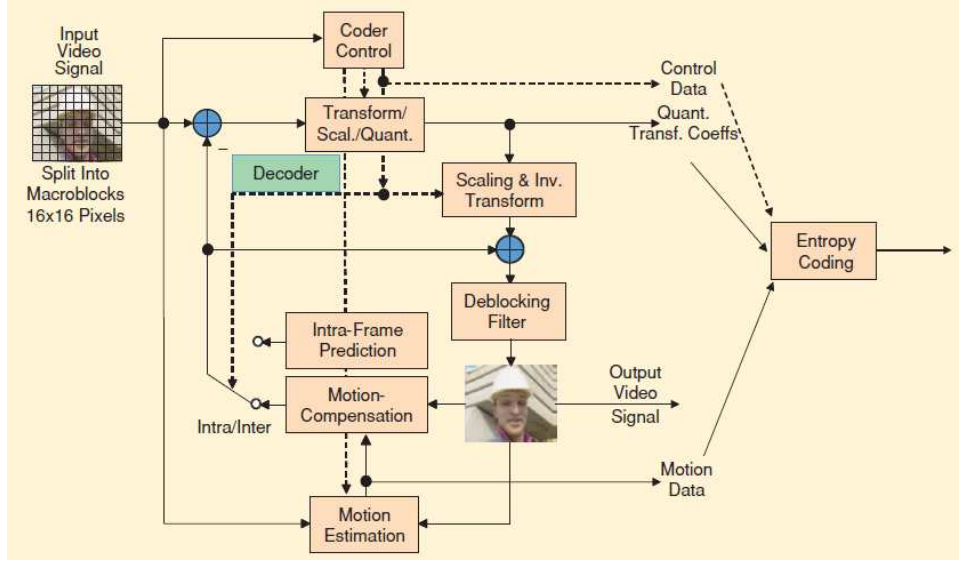 Input
Video
Signal
Split Into
Macroblocks
16x16 Pixels
Coder
Control
Transform/
Scal./Quant.
–
Decoder
Scaling & Inv.
Transform
Control
Data
Quant.
Transf. Coeffs
Entropy
Coding
Deblocking
Filter
Intra-Frame
Prediction
Motion-
Compensation
Intra/Inter
Output
Video
Signal
Motion
Data
Motion
Estimation